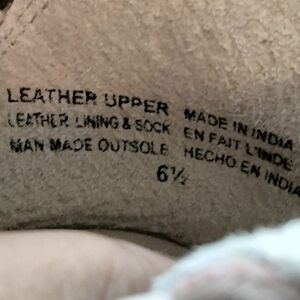 LEATHER UPPER
LEATHER LINING & SOCK
MAN MADE OUTSOLE
MADE IN INDIA
EN FAIT L'INDE
HECHO EN INDIA
6½